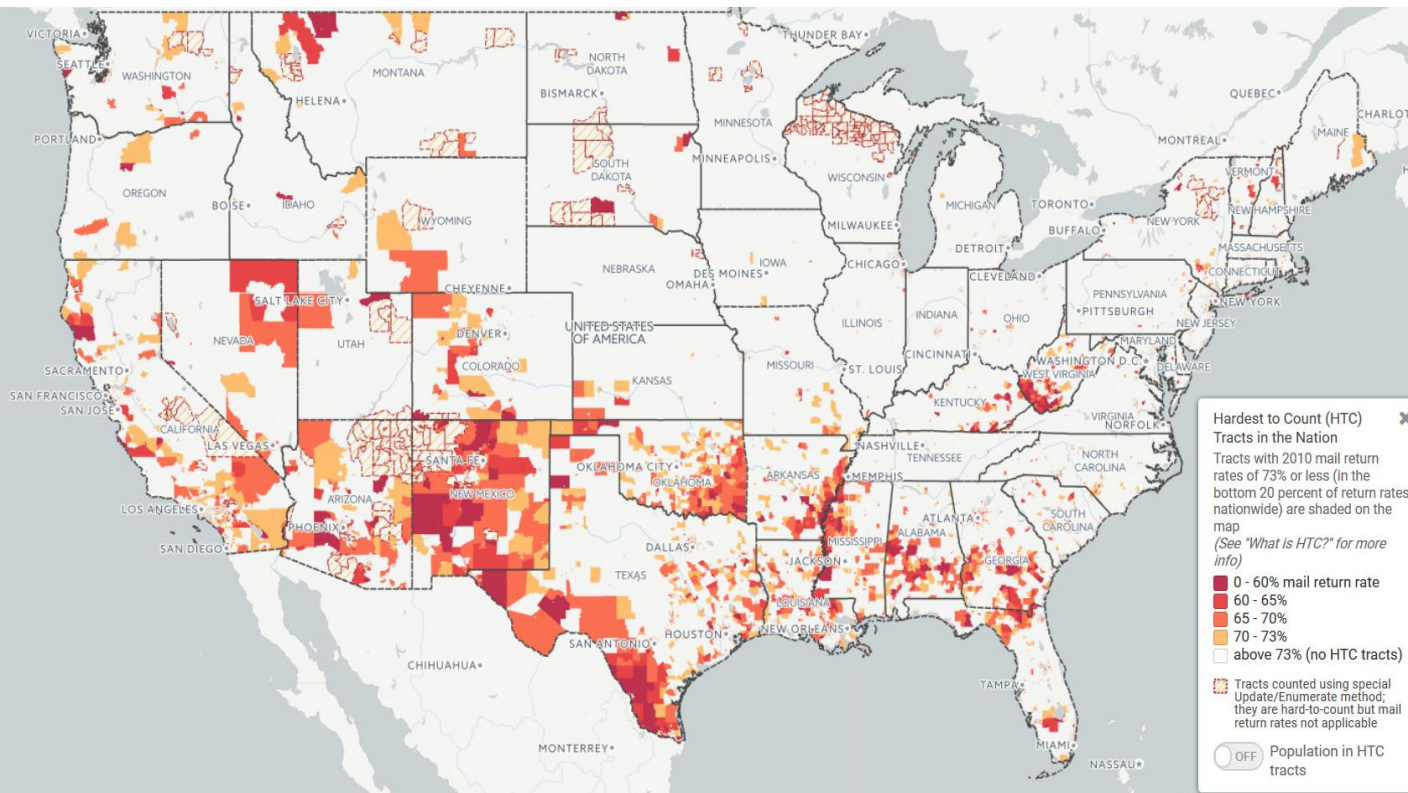 VICTORIA
SEATTLE
WASHINGTON
THUNDER BAY
NORTH
DAKOTA
MONTANA
HELENA
BISMARCK
MINNESOTA
QUEBEC
CHARLOT
MAINE
MONTREAL
PORTLAND
MINNEAPOLIS
SOUTH
DAKOTA
WISCONSIN
VERMONT
OREGON
BOISE
IDAHO
WYOMING
MICHIGAN
TORONTO
NEW YORK
NEW HAMPSHIRE
MILWAUKEE
BUFFALO
DETROIT
MASSACHUSETTS
NEBRASKA
DES MOINES
IOWA
CHICAGO
CLEVELAND
CONNECTICUT
OMAHA
CHEYENNE
SALT LAKE CITY
PENNSYLVANIA
NEW YORK
PITTSBURGH
UNITED STATES
OF AMERICA
ILLINOIS
INDIANA
OHIO
NEW JERSEY
NEVADA
UTAH
DENVER
MARYLAND
CINCINNATI
WASHINGTON D.C.
DELAWARE
SACRAMENTO
COLORADO
MISSOURI
ST. LOUIS
WEST VIRGINIA
KANSAS
SAN FRANCISCO
SAN JOSE
KENTUCKY
VIRGINIA
NORFOLK
CALIFORNIA
LAS VEGAS
NASHVILLE
TENNESSEE
SANTA FE
OKLAHOMA CITY
NORTH
CAROLINA
ARKANSAS
MEMPHIS
OKLAHOMA
ARIZONA
NEW MEXICO
LOS ANGELES
PHOENIX
SOUTH
CAROLINA
ATLANTA
ALABAMA
MISSISSIPPI
SAN DIEGO
DALLAS
JACKSON
GEORGIA
TEXAS
LOUISIANA
NEW ORLEANS
HOUSTON
SAN ANTONIO
CHIHUAHUA
TAMPA
MONTERREY
MIAMI
NASSAU
Hardest to Count (HTC)
Tracts in the Nation
Tracts with 2010 mail return
rates of 73% or less (in the
bottom 20 percent of return rates
nationwide) are shaded on the
map
(See "What is HTC?" for more
info)
0 - 60% mail return rate
60 - 65%
65 - 70%
70 - 73%
above 73% (no HTC tracts)
Tracts counted using special
Update/Enumerate method;
they are hard-to-count but mail
return rates not applicable
OFF
Population in HTC
tracts